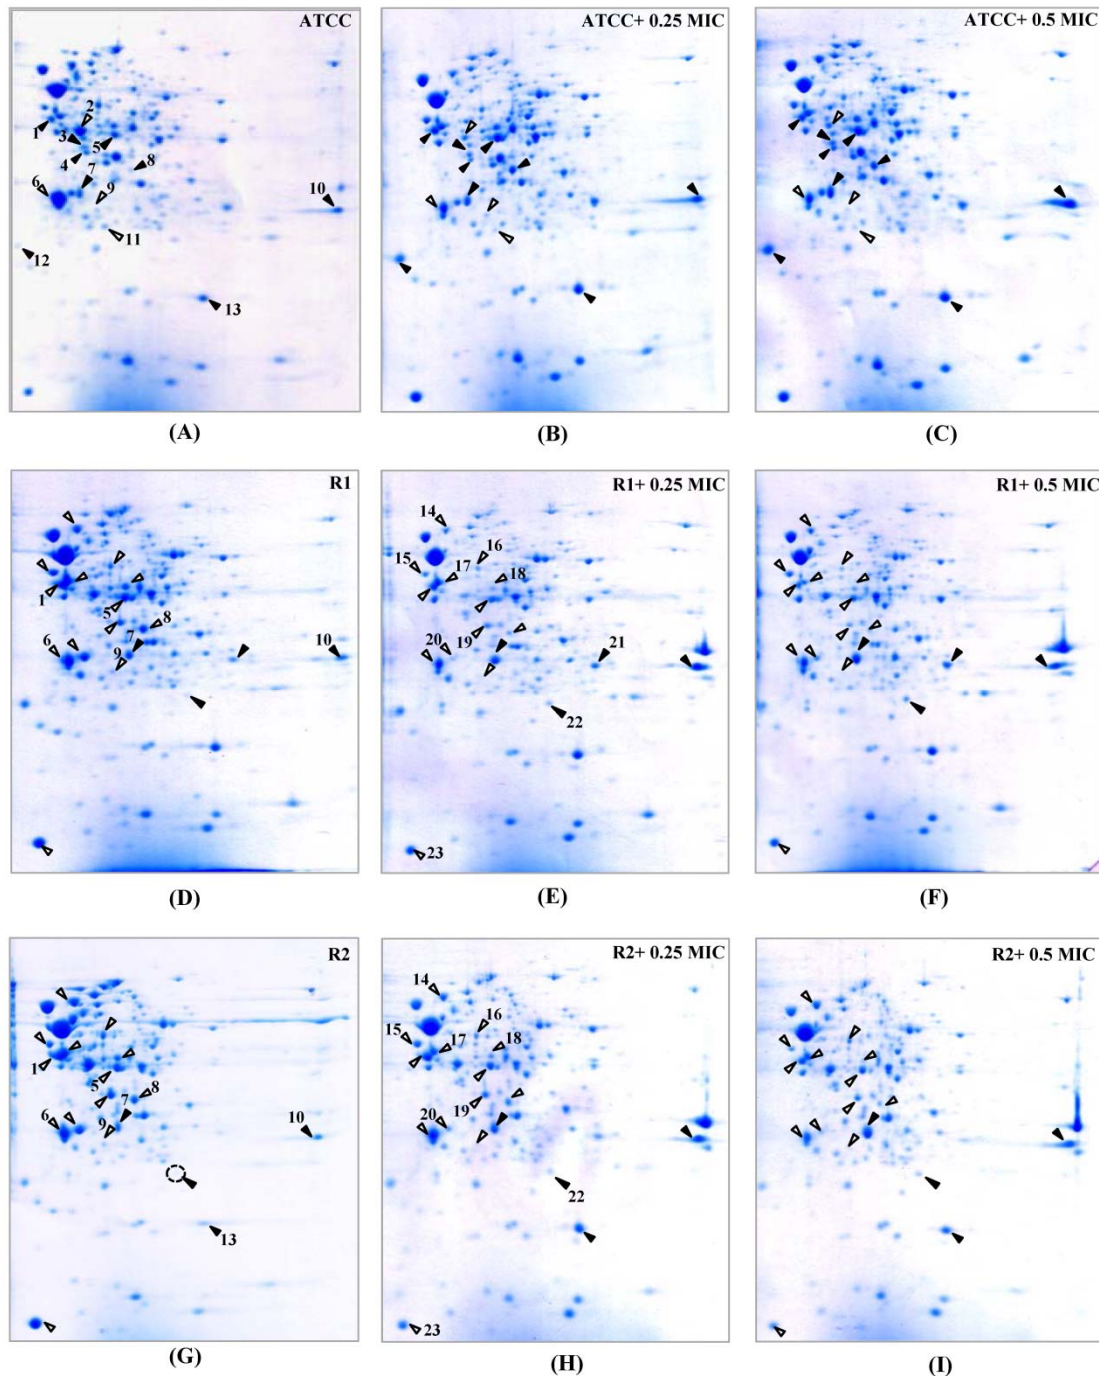 ATCC
ATCC+ 0.25 MIC
ATCC+ 0.5 MIC
2
1
3
5
4
8
7
9
6
10
11
12
13
(A)
(B)
(C)
R1
R1+ 0.25 MIC
R1+ 0.5 MIC
14
16
15
17
18
1
5
8
6
7
19
9
10
20
21
22
23
(D)
(E)
(F)
R2
R2+ 0.25 MIC
R2+ 0.5 MIC
14
16
15
17
18
1
5
7
8
19
6
9
10
20
22
13
23
(G)
(H)
(I)